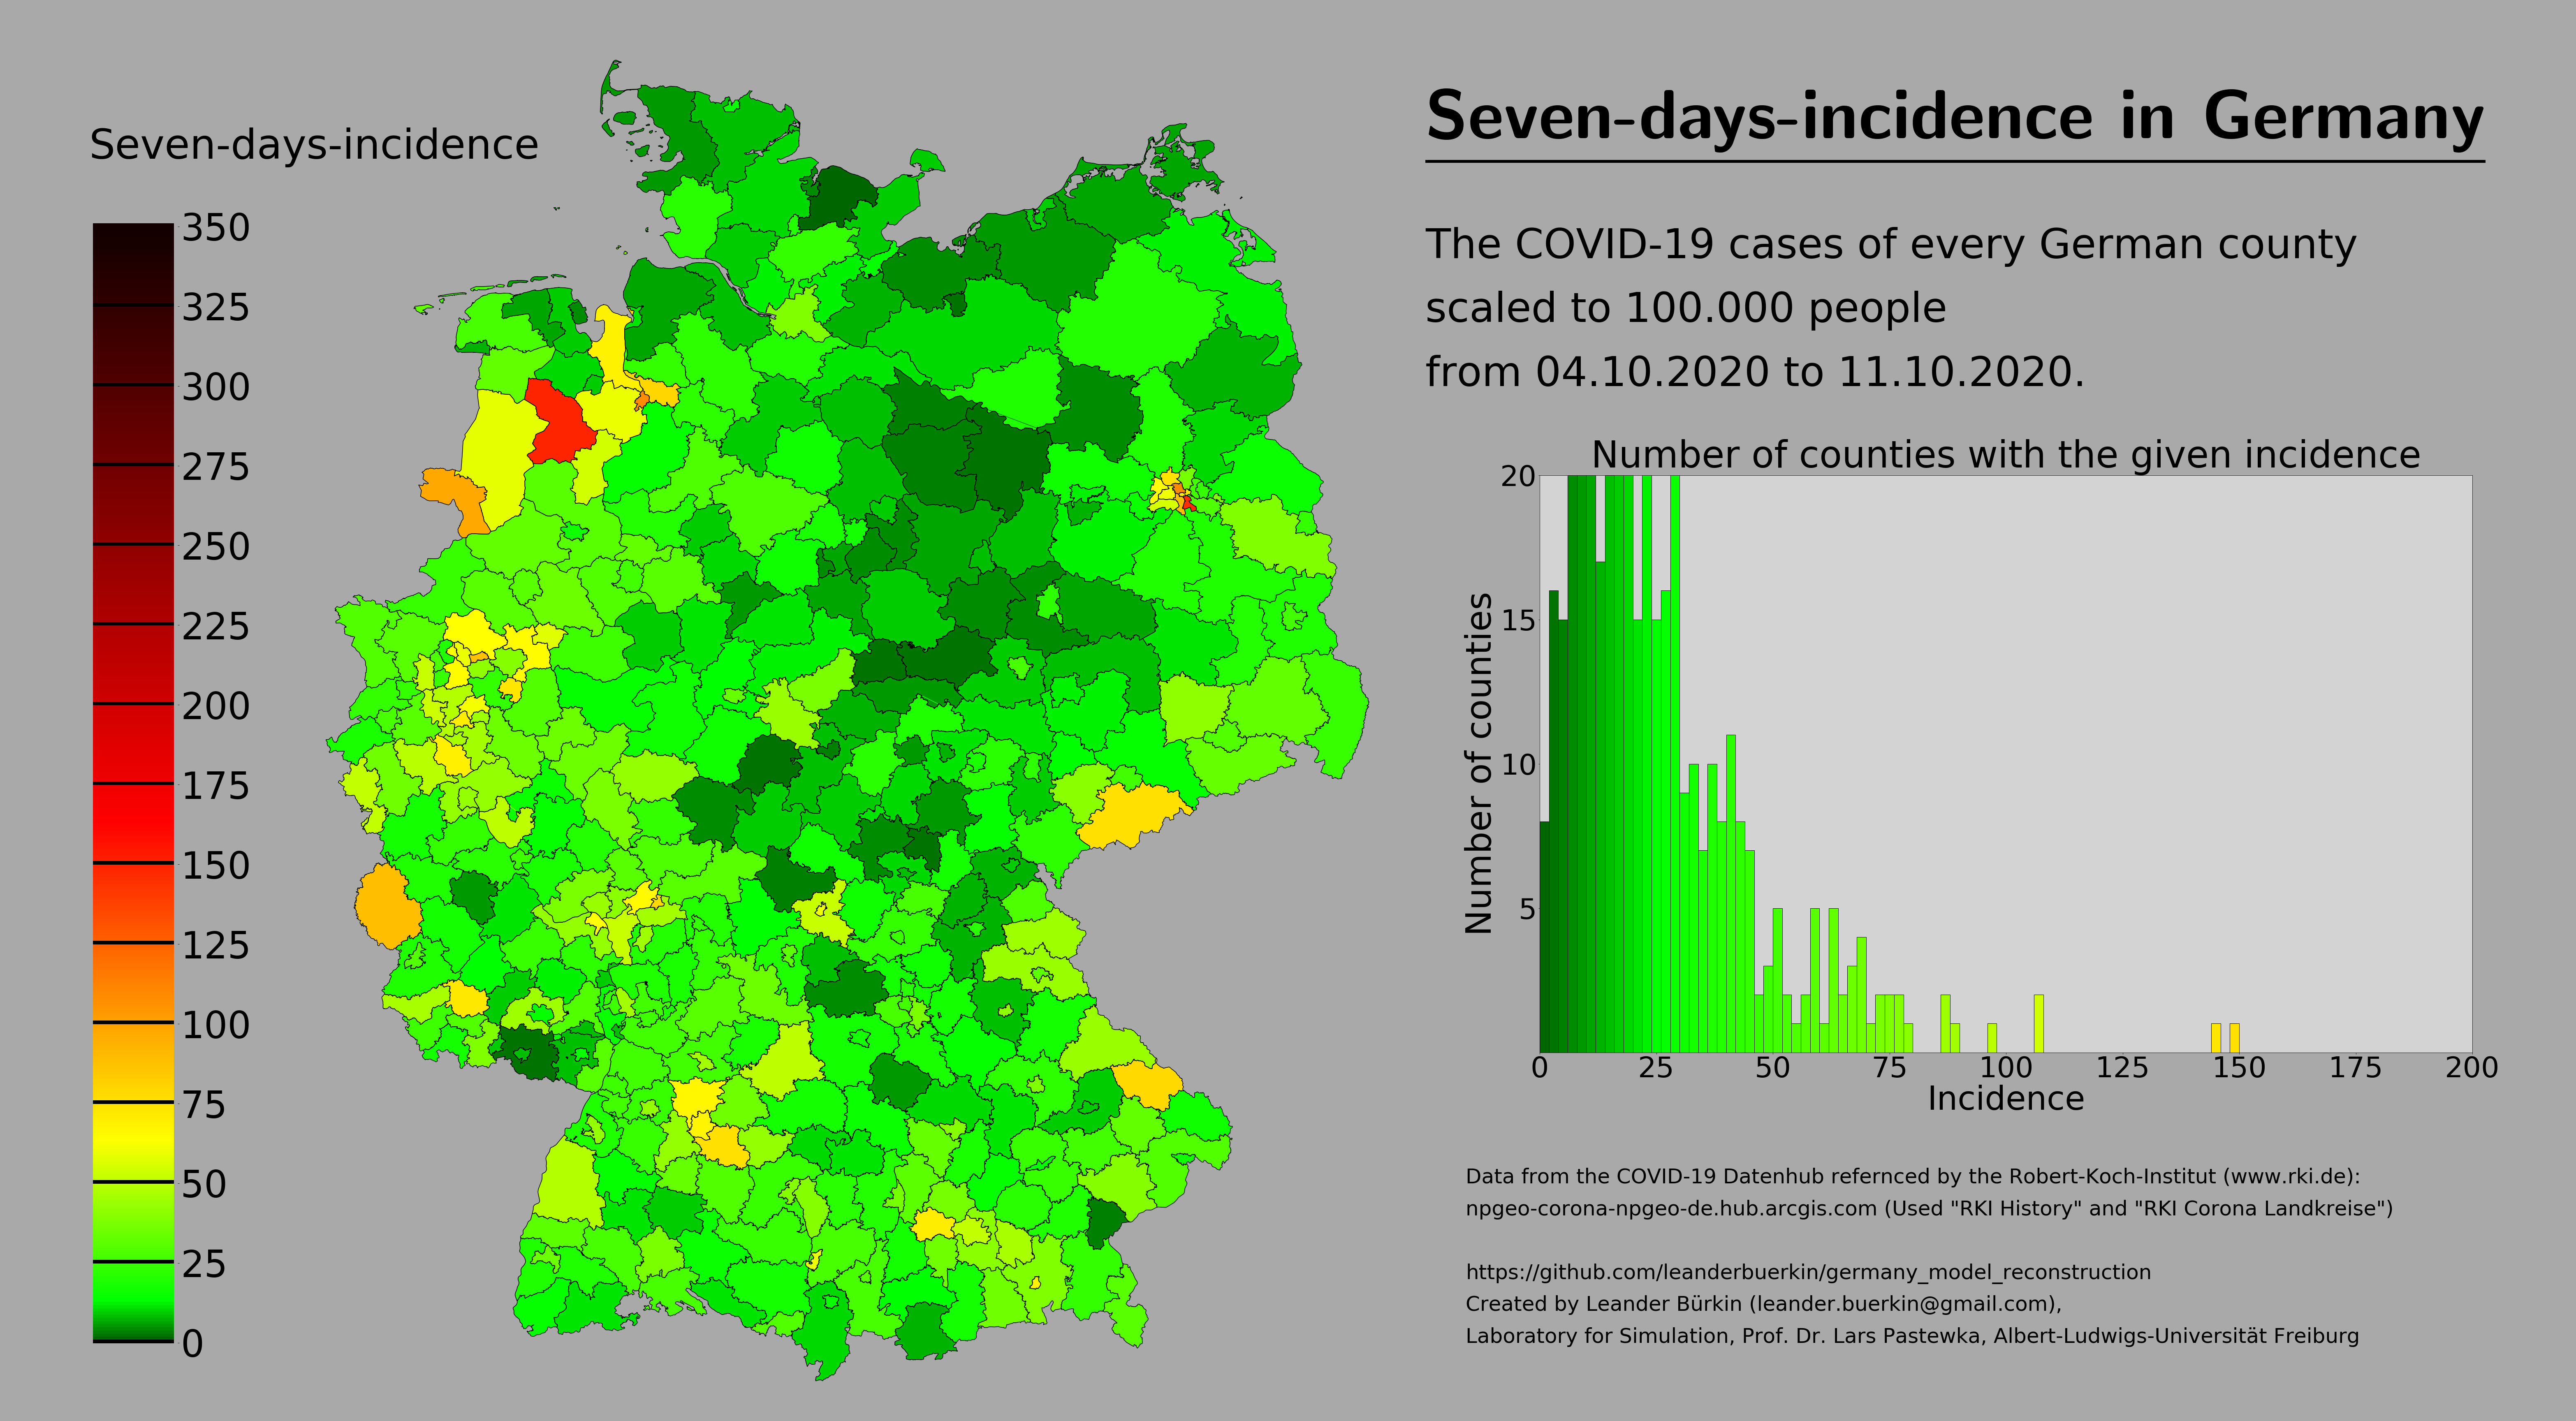 Seven-days-incidence
350
325
300
275
250
225
200
175
150
125
100
75
50
25
0
Seven-days-incidence in Germany
The COVID-19 cases of every German county
scaled to 100.000 people
from 04.10.2020 to 11.10.2020.
Number of counties with the given incidence
Number of counties
20
15
10
5
0 25 50 75 100 125 150 175 200
Incidence
Data from the COVID-19 Datenhub refernced by the Robert-Koch-Institut (www.rki.de):
npgeo-corona-npgeo-de.hub.arcgis.com (Used "RKI History" and "RKI Corona Landkreise")
https://github.com/leanderbuerkin/germany_model_reconstruction
Created by Leander Bürkin (leander.buerkin@gmail.com),
Laboratory for Simulation, Prof. Dr. Lars Pastewka, Albert-Ludwigs-Universität Freiburg